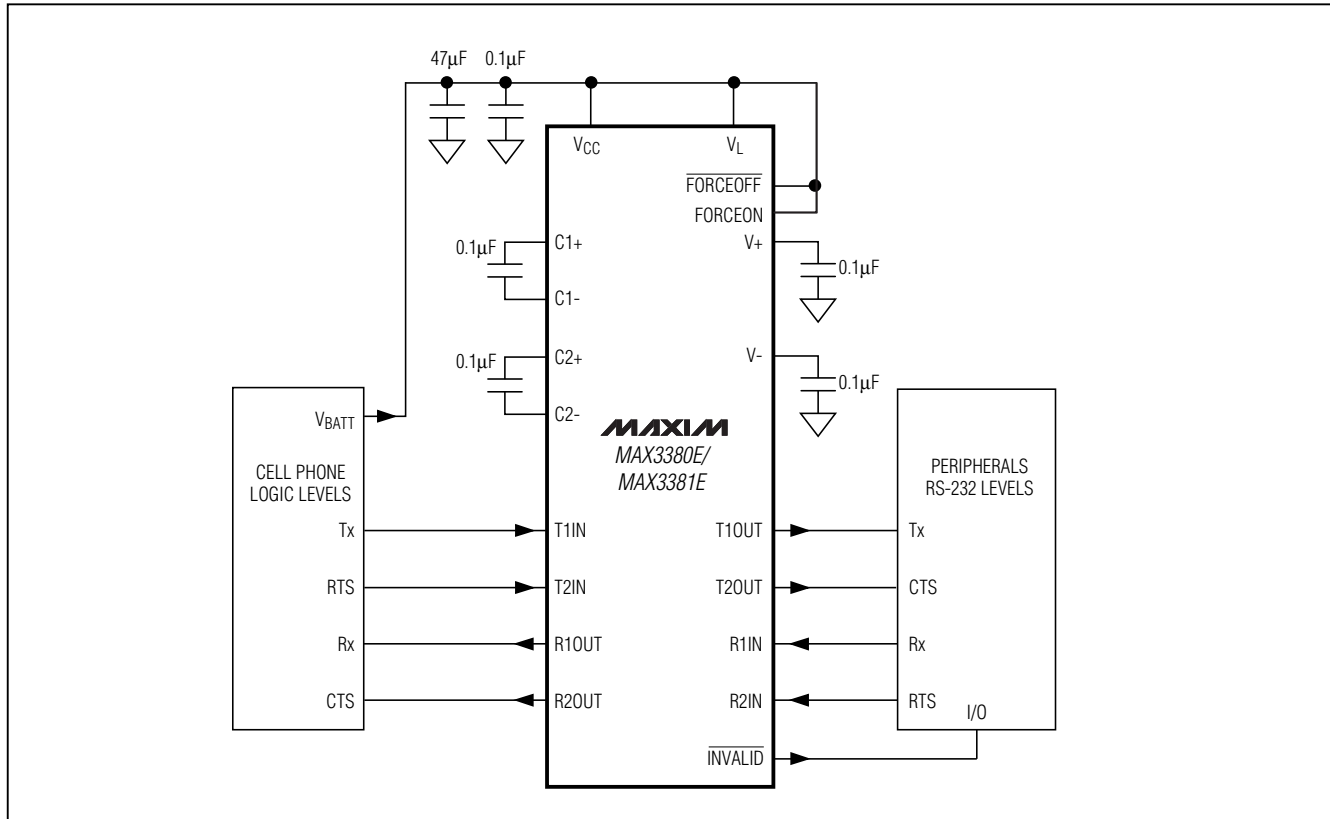 47µF 0.1µF
VCC VL
FORCEOFF
FORCEON
C1+ V+
0.1µF 0.1µF
C1-
C2+ V-
0.1µF 0.1µF
C2-
VBATT
MAXIM
MAX3380E/
MAX3381E
CELL PHONE
LOGIC LEVELS
PERIPHERALS
RS-232 LEVELS
Tx T1IN T1OUT Tx
RTS T2IN T2OUT CTS
Rx R1OUT R1IN Rx
CTS R2OUT R2IN RTS
I/O
INVALID